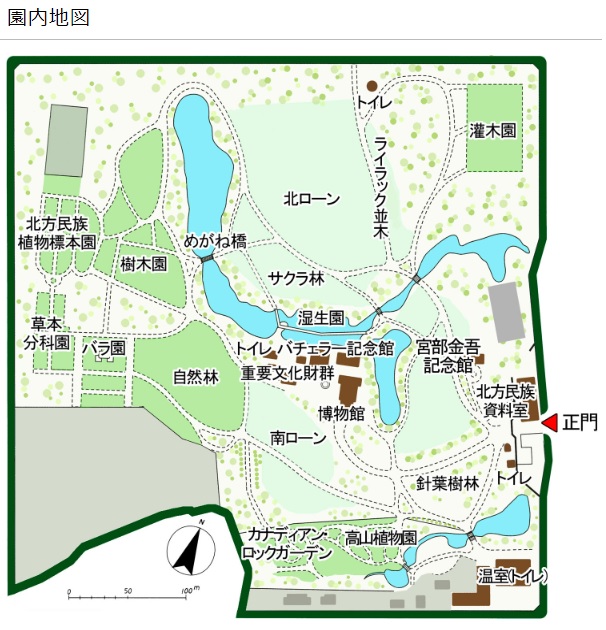 園内地図
トイレ
灌木園
ライラック並木
北ローン
北方民族
植物標本園
めがね橋
樹木園
サクラ林
湿生園
草本
分科園
バラ園
トイレ
バチェラー記念館
宮部金吾
記念館
自然林
重要文化財群
北方民族
資料室
博物館
正門
南ローン
針葉樹林
トイレ
カナディアン・
ロックガーデン
高山植物園
温室(トイレ)
N
0 50 100m